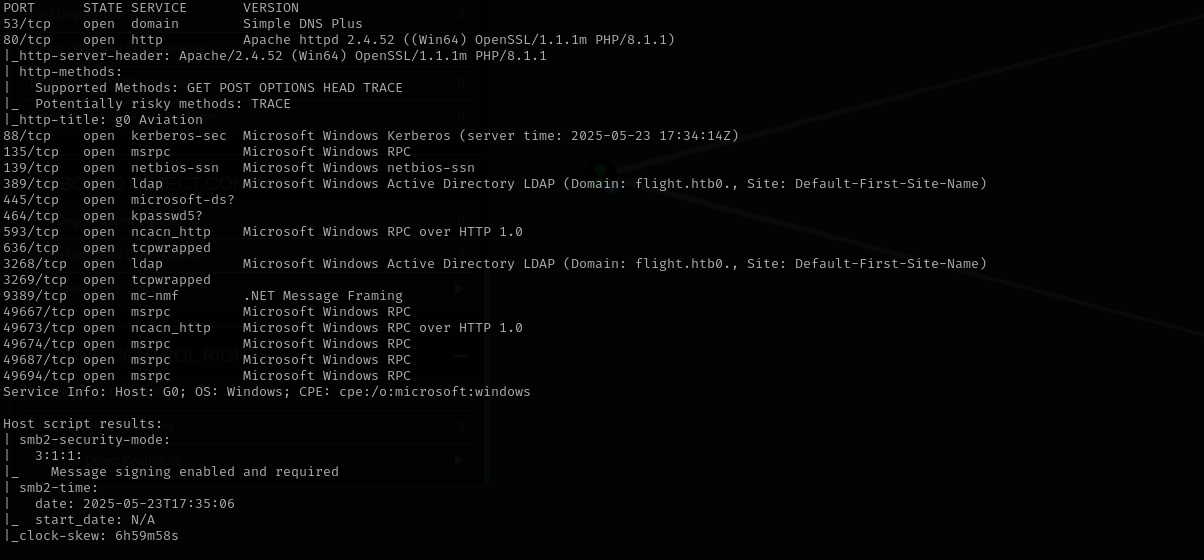 PORT      STATE SERVICE       VERSION
53/tcp    open  domain        Simple DNS Plus
80/tcp    open  http          Apache httpd 2.4.52 ((Win64) OpenSSL/1.1.1m PHP/8.1.1)
|_http-server-header: Apache/2.4.52 (Win64) OpenSSL/1.1.1m PHP/8.1.1
| http-methods:
|   Supported Methods: GET POST OPTIONS HEAD TRACE
|_  Potentially risky methods: TRACE
|_http-title: g0 Aviation
88/tcp    open  kerberos-sec  Microsoft Windows Kerberos (server time: 2025-05-23 17:34:14Z)
135/tcp   open  msrpc         Microsoft Windows RPC
139/tcp   open  netbios-ssn   Microsoft Windows netbios-ssn
389/tcp   open  ldap          Microsoft Windows Active Directory LDAP (Domain: flight.htb0., Site: Default-First-Site-Name)
445/tcp   open  microsoft-ds?
464/tcp   open  kpasswd5?
593/tcp   open  ncacn_http    Microsoft Windows RPC over HTTP 1.0
636/tcp   open  tcpwrapped
3268/tcp  open  ldap          Microsoft Windows Active Directory LDAP (Domain: flight.htb0., Site: Default-First-Site-Name)
3269/tcp  open  tcpwrapped
9389/tcp  open  mc-nmf        .NET Message Framing
49667/tcp open  msrpc         Microsoft Windows RPC
49673/tcp open  ncacn_http    Microsoft Windows RPC over HTTP 1.0
49674/tcp open  msrpc         Microsoft Windows RPC
49687/tcp open  msrpc         Microsoft Windows RPC
49694/tcp open  msrpc         Microsoft Windows RPC
Service Info: Host: G0; OS: Windows; CPE: cpe:/o:microsoft:windows

Host script results:
| smb2-security-mode:
|   3:1:1:
|_    Message signing enabled and required
| smb2-time:
|   date: 2025-05-23T17:35:06
|_  start_date: N/A
|_clock-skew: 6h59m58s